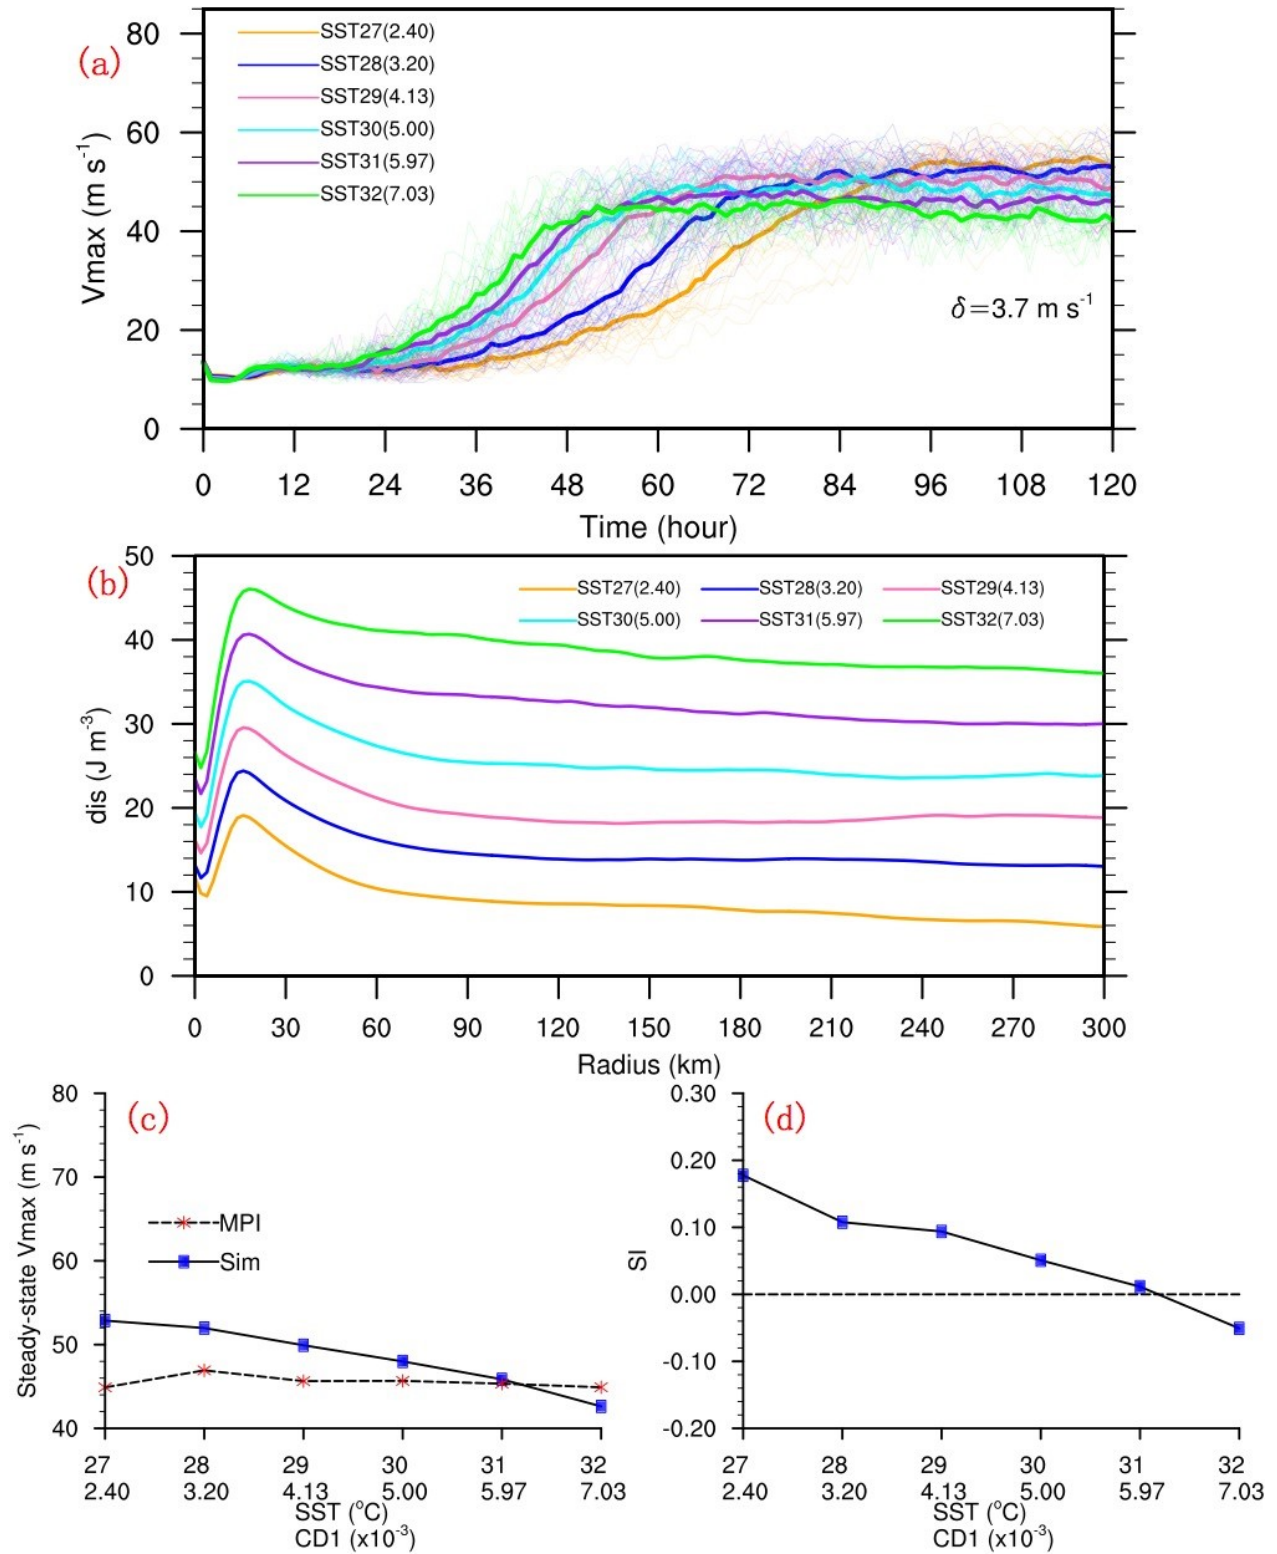 (a)
SST27(2.40)
SST28(3.20)
SST29(4.13)
SST30(5.00)
SST31(5.97)
SST32(7.03)
80
60
40
20
0
Vmax (m s⁻¹)
δ=3.7 m s⁻¹
0 12 24 36 48 60 72 84 96 108 120
Time (hour)
(b)
SST27(2.40) SST28(3.20) SST29(4.13)
SST30(5.00) SST31(5.97) SST32(7.03)
50
40
30
20
10
0
dis (J m⁻³)
0 30 60 90 120 150 180 210 240 270 300
Radius (km)
(c)
80
70
60
50
40
Steady-state Vmax (m s⁻¹)
MPI
Sim
27 28 29 30 31 32
2.40 3.20 4.13 5.00 5.97 7.03
SST (°C)
CD1 (x10⁻³)
(d)
0.30
0.20
0.10
0.00
-0.10
-0.20
SI
27 28 29 30 31 32
2.40 3.20 4.13 5.00 5.97 7.03
SST (°C)
CD1 (x10⁻³)